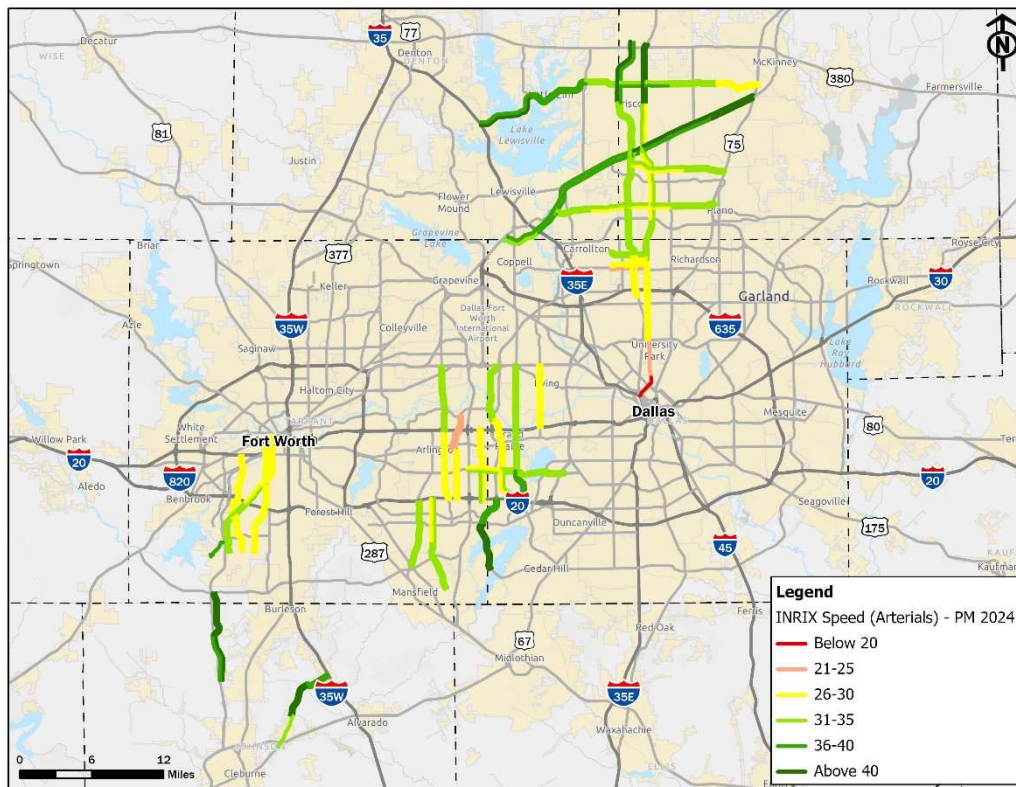 Decatur
WISE
81
35
77
Denton
DENTON
N
McKinney
380
Farmersville
Frisco
Lake
Lewisville
75
Justin
Lewisville
Flower
Mound
Plano
Grapevine
Lake
Briar
377
Springtown
Keller
Coppell
Carrollton
35E
Richardson
Royse City
Rockwall
30
Garland
ROCKWALL
Grapevine
Dallas-Fort
Worth
International
Airport
Colleyville
Azle
35W
Saginaw
University
Park
635
Lake
Ray
Hubbard
Haltom City
Irving
Dallas
Mesquite
80
White
Settlement
Willow Park
Fort Worth
Arlington
Grand
Prairie
20
Aledo
820
Benbrook
Forest Hill
20
Duncanville
Seagoville
20
175
287
45
Cedar Hill
Kaufman
Mansfield
Burleson
Ferris
Red Oak
67
Midlothian
35W
Alvarado
35E
Waxahachie
JOHNSON
Cleburne
ELLIS
0 6 12
Miles
Legend
INRIX Speed (Arterials) - PM 2024
Below 20
21-25
26-30
31-35
36-40
Above 40